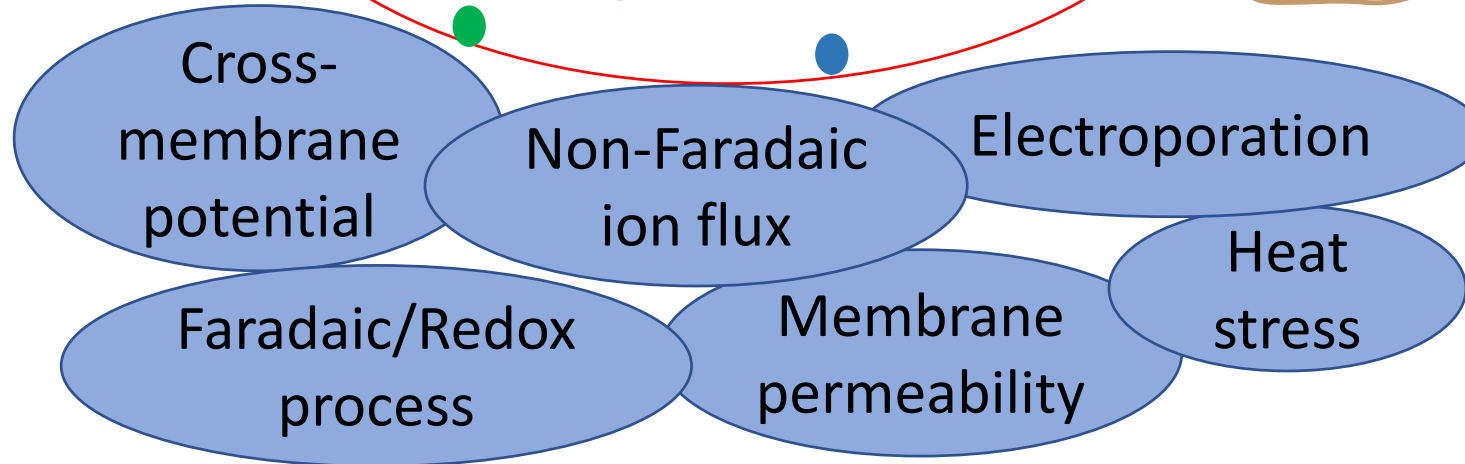 Cross-
membrane
potential
Non-Faradaic
ion flux
Electroporation
Heat
stress
Faradaic/Redox
process
Membrane
permeability